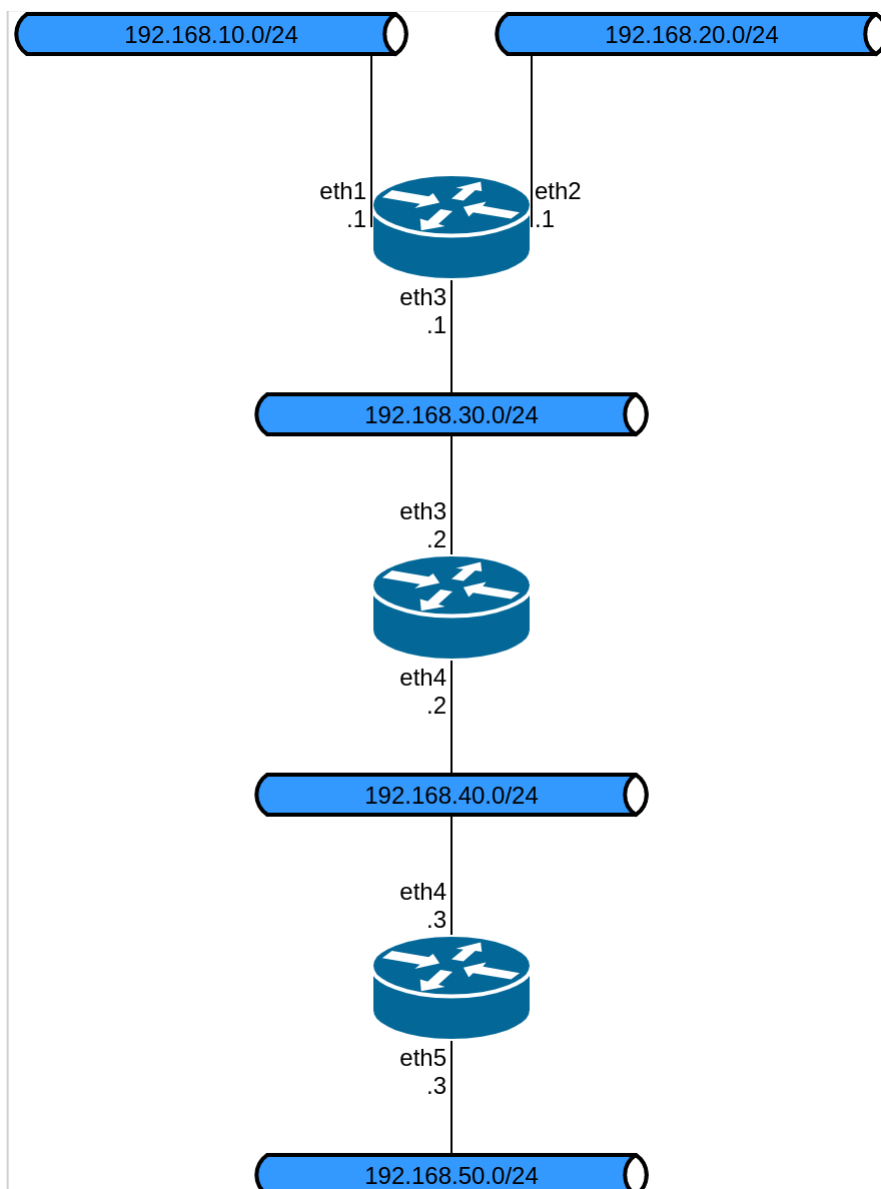 192.168.10.0/24
192.168.20.0/24
eth1
.1
eth2
.1
eth3
.1
192.168.30.0/24
eth3
.2
eth4
.2
192.168.40.0/24
eth4
.3
eth5
.3
192.168.50.0/24